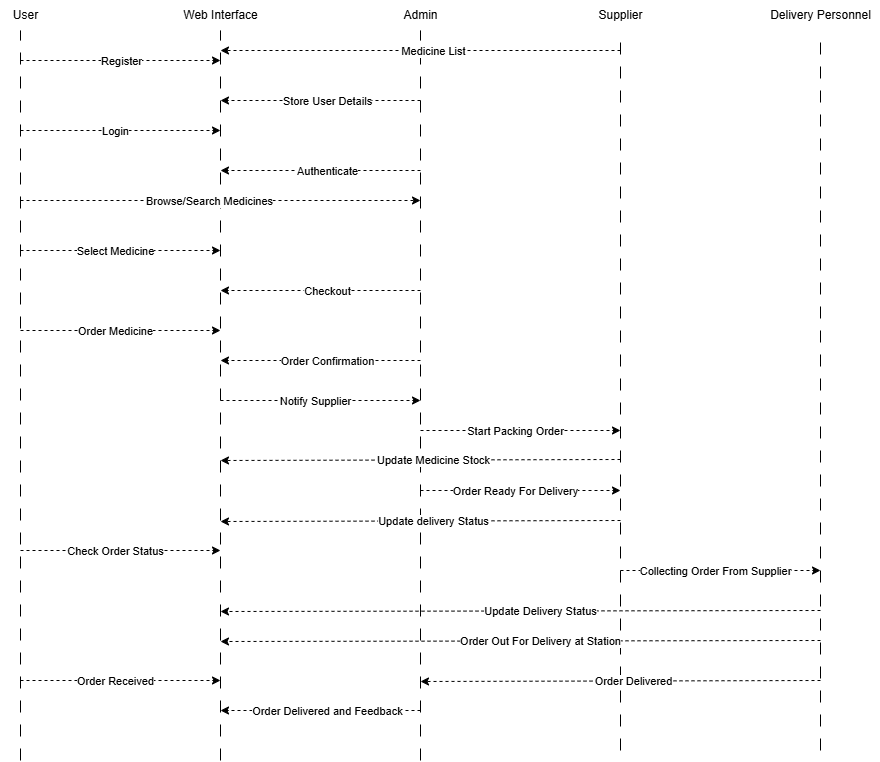 User
Web Interface
Admin
Supplier
Delivery Personnel
Medicine List
Register
Store User Details
Login
Authenticate
Browse/Search Medicines
Select Medicine
Checkout
Order Medicine
Order Confirmation
Notify Supplier
Start Packing Order
Update Medicine Stock
Order Ready For Delivery
Update delivery Status
Check Order Status
Collecting Order From Supplier
Update Delivery Status
Order Out For Delivery at Station
Order Received
Order Delivered
Order Delivered and Feedback